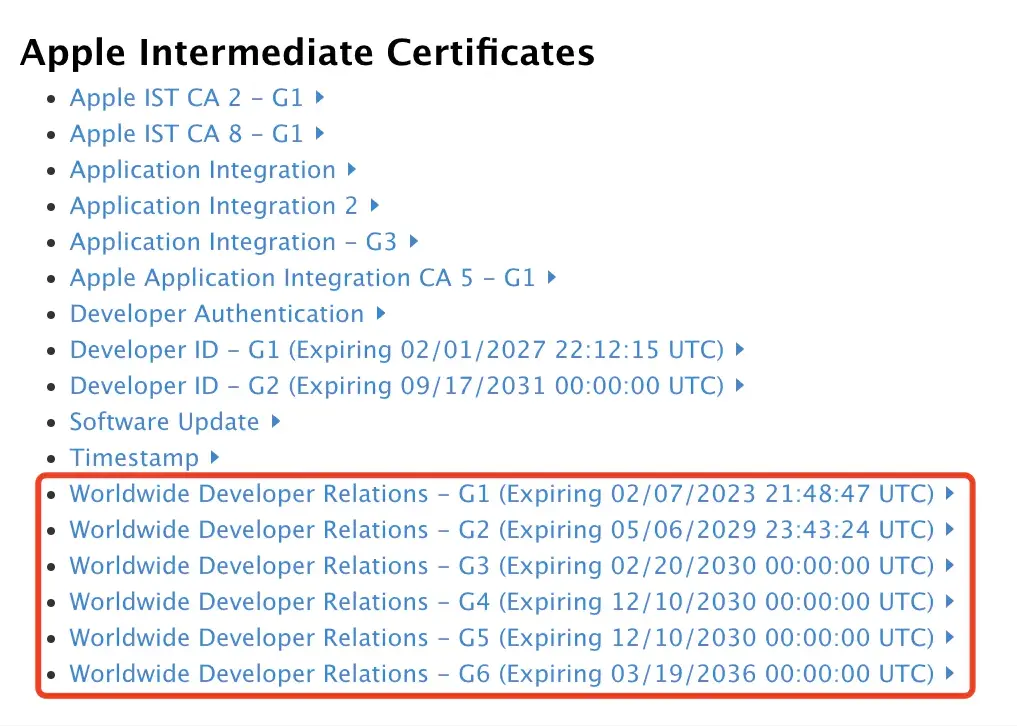 Apple Intermediate Certificates
Apple IST CA 2 - G1
Apple IST CA 8 - G1
Application Integration
Application Integration 2
Application Integration - G3
Apple Application Integration CA 5 - G1
Developer Authentication
Developer ID - G1 (Expiring 02/01/2027 22:12:15 UTC)
Developer ID - G2 (Expiring 09/17/2031 00:00:00 UTC)
Software Update
Timestamp
Worldwide Developer Relations - G1 (Expiring 02/07/2023 21:48:47 UTC)
Worldwide Developer Relations - G2 (Expiring 05/06/2029 23:43:24 UTC)
Worldwide Developer Relations - G3 (Expiring 02/20/2030 00:00:00 UTC)
Worldwide Developer Relations - G4 (Expiring 12/10/2030 00:00:00 UTC)
Worldwide Developer Relations - G5 (Expiring 12/10/2030 00:00:00 UTC)
Worldwide Developer Relations - G6 (Expiring 03/19/2036 00:00:00 UTC)